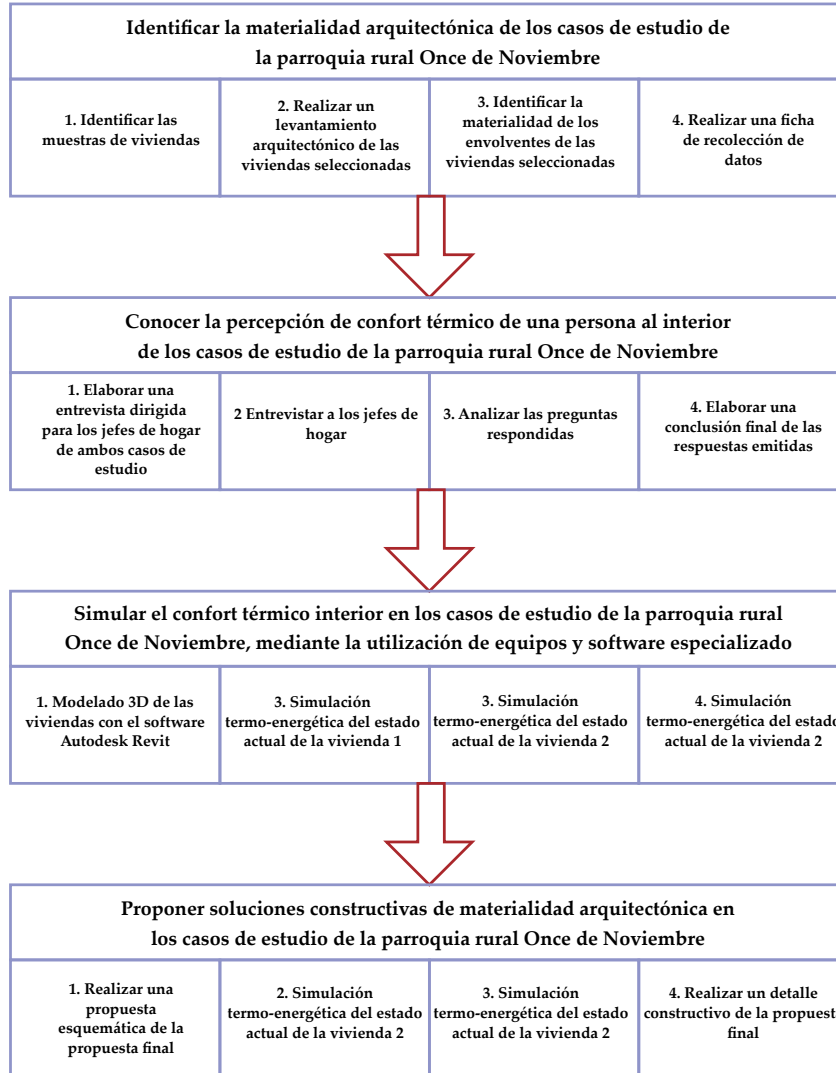 Identificar la materialidad arquitectónica de los casos de estudio de
la parroquia rural Once de Noviembre
1. Identificar las
muestras de viviendas
2. Realizar un
levantamiento
arquitectónico de las
viviendas seleccionadas
3. Identificar la
materialidad de los
envolventes de las
viviendas seleccionadas
4. Realizar una ficha
de recolección de
datos
Conocer la percepción de confort térmico de una persona al interior
de los casos de estudio de la parroquia rural Once de Noviembre
1. Elaborar una
entrevista dirigida
para los jefes de hogar
de ambos casos de
estudio
2 Entrevistar a los jefes de
hogar
3. Analizar las preguntas
respondidas
4. Elaborar una
conclusión final de las
respuestas emitidas
Simular el confort térmico interior en los casos de estudio de la parroquia rural
Once de Noviembre, mediante la utilización de equipos y software especializado
1. Modelado 3D de las
viviendas con el software
Autodesk Revit
3. Simulación
termo-energética del estado
actual de la vivienda 1
3. Simulación
termo-energética del estado
actual de la vivienda 2
4. Simulación
termo-energética del estado
actual de la vivienda 2
Proponer soluciones constructivas de materialidad arquitectónica en
los casos de estudio de la parroquia rural Once de Noviembre
1. Realizar una
propuesta
esquemática de la
propuesta final
2. Simulación
termo-energética del estado
actual de la vivienda 2
3. Simulación
termo-energética del estado
actual de la vivienda 2
4. Realizar un detalle
constructivo de la propuesta
final